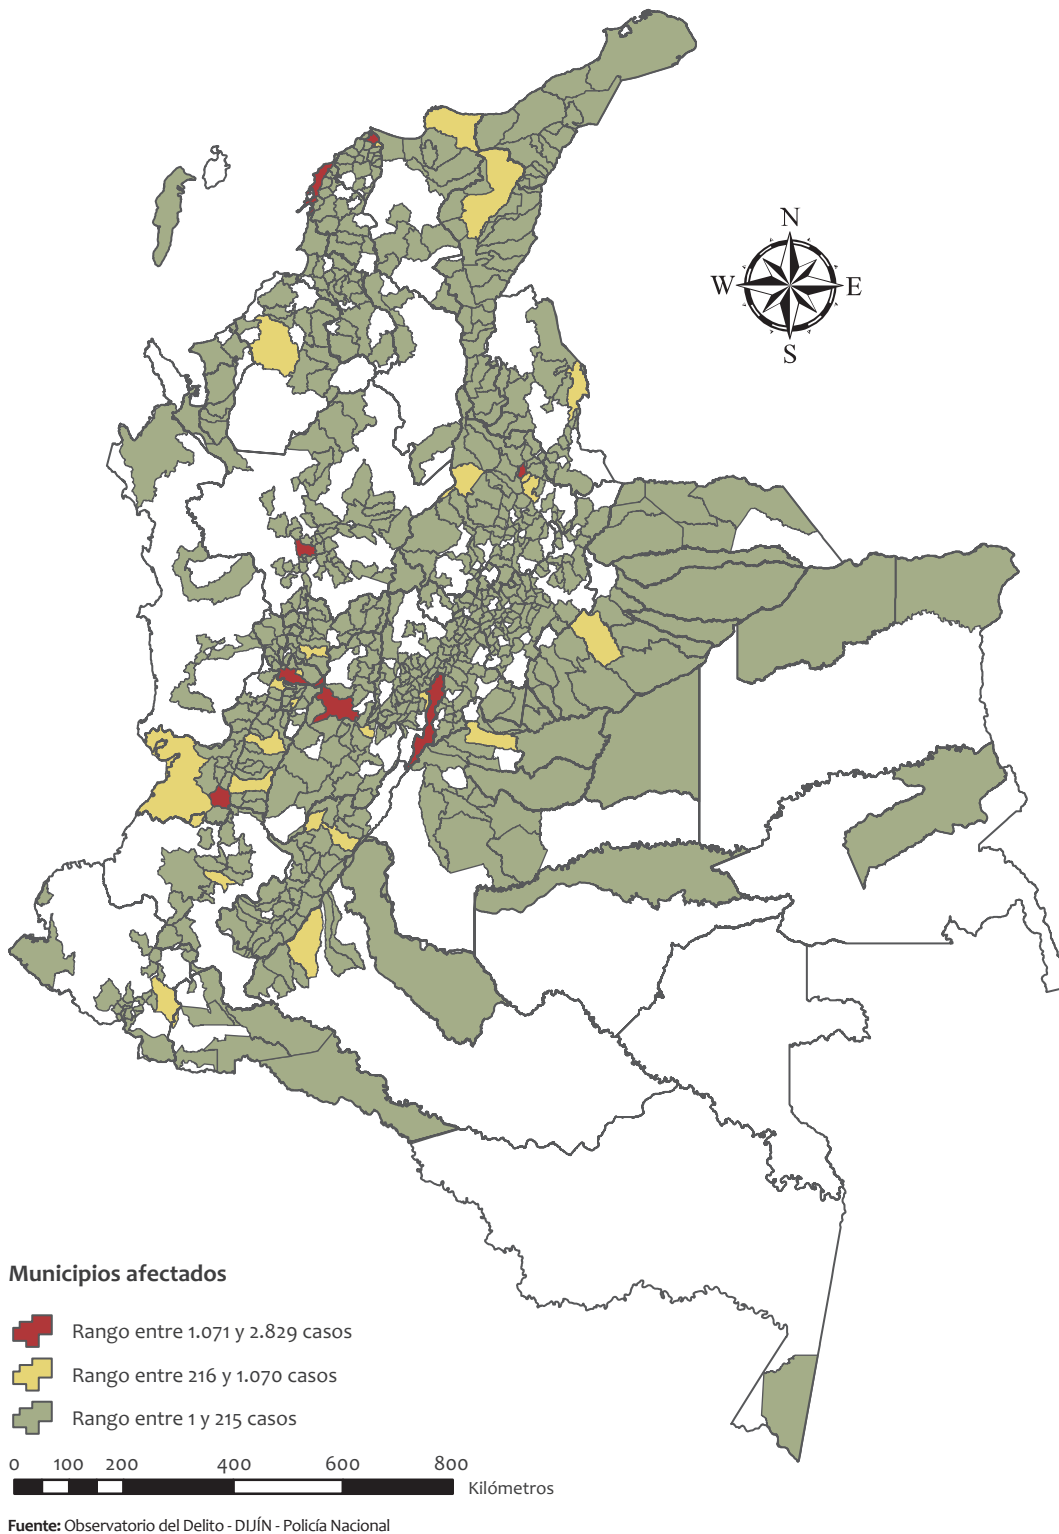 N
W E
S
Municipios afectados
Rango entre 1.071 y 2.829 casos
Rango entre 216 y 1.070 casos
Rango entre 1 y 215 casos
0 100 200 400 600 800
Kilómetros
Fuente: Observatorio del Delito - DIJÍN - Policía Nacional